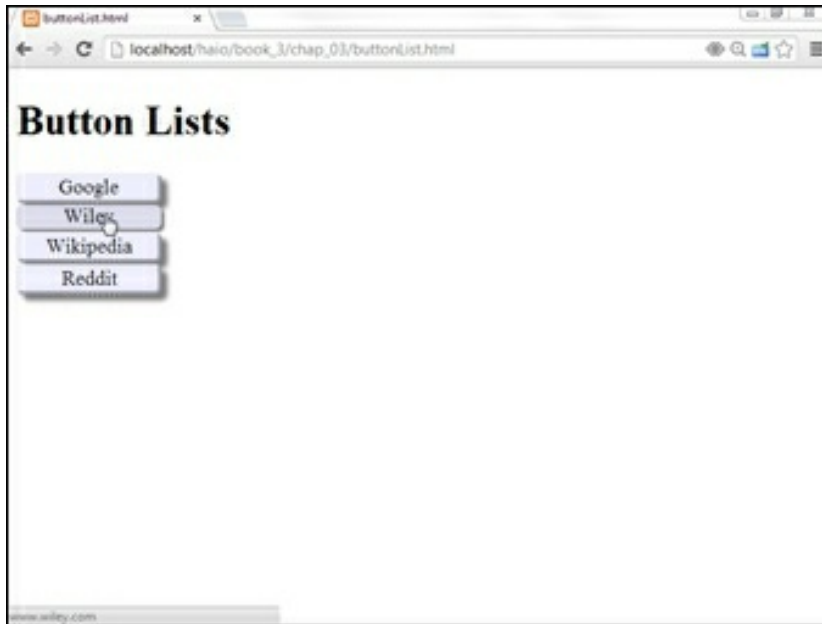 buttonList.html
localhost/haio/book_3/chap_03/buttonList.html
Button Lists
Google
Wiley
Wikipedia
Reddit
www.wiley.com